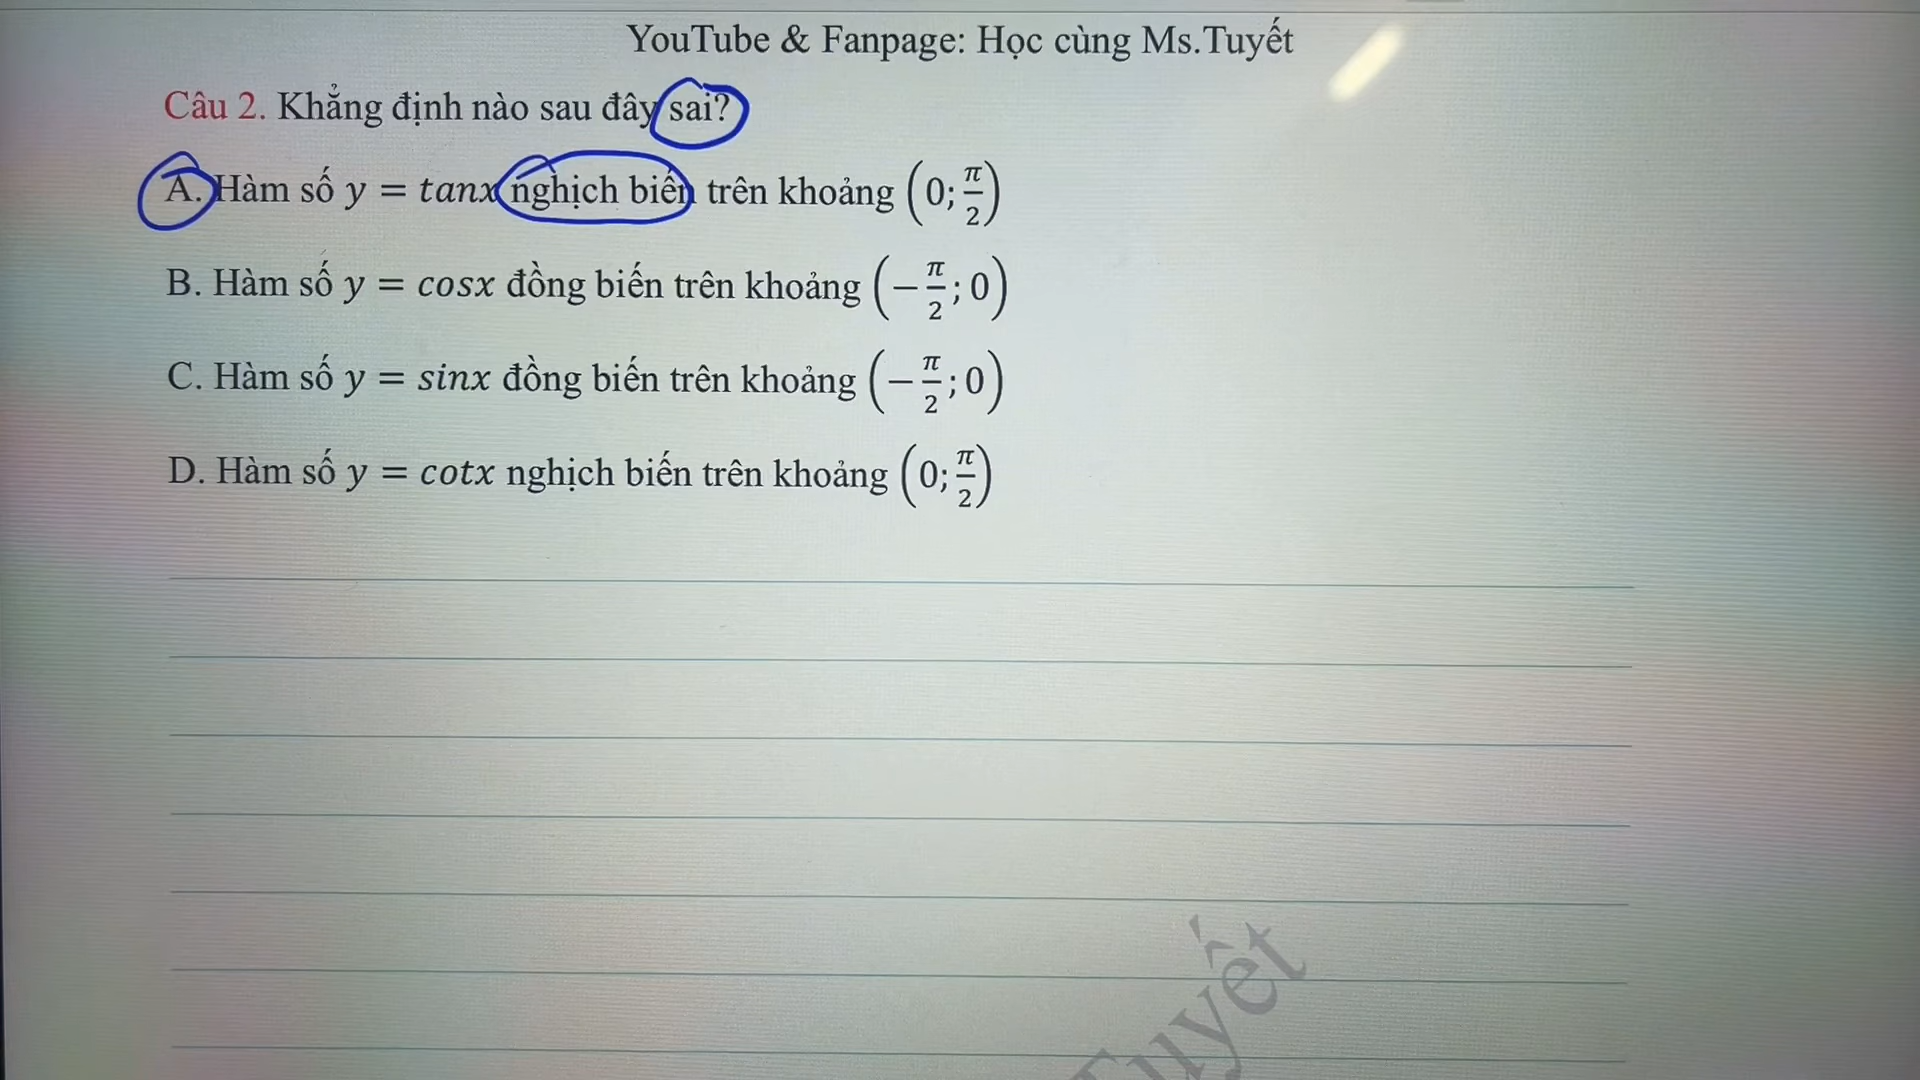 YouTube & Fanpage: Học cùng Ms.Tuyết
Câu 2. Khẳng định nào sau đây sai?
A. Hàm số y = tanx nghịch biến trên khoảng (0; π/2)
B. Hàm số y = cosx đồng biến trên khoảng (−π/2; 0)
C. Hàm số y = sinx đồng biến trên khoảng (−π/2; 0)
D. Hàm số y = cotx nghịch biến trên khoảng (0; π/2)
Tuyết